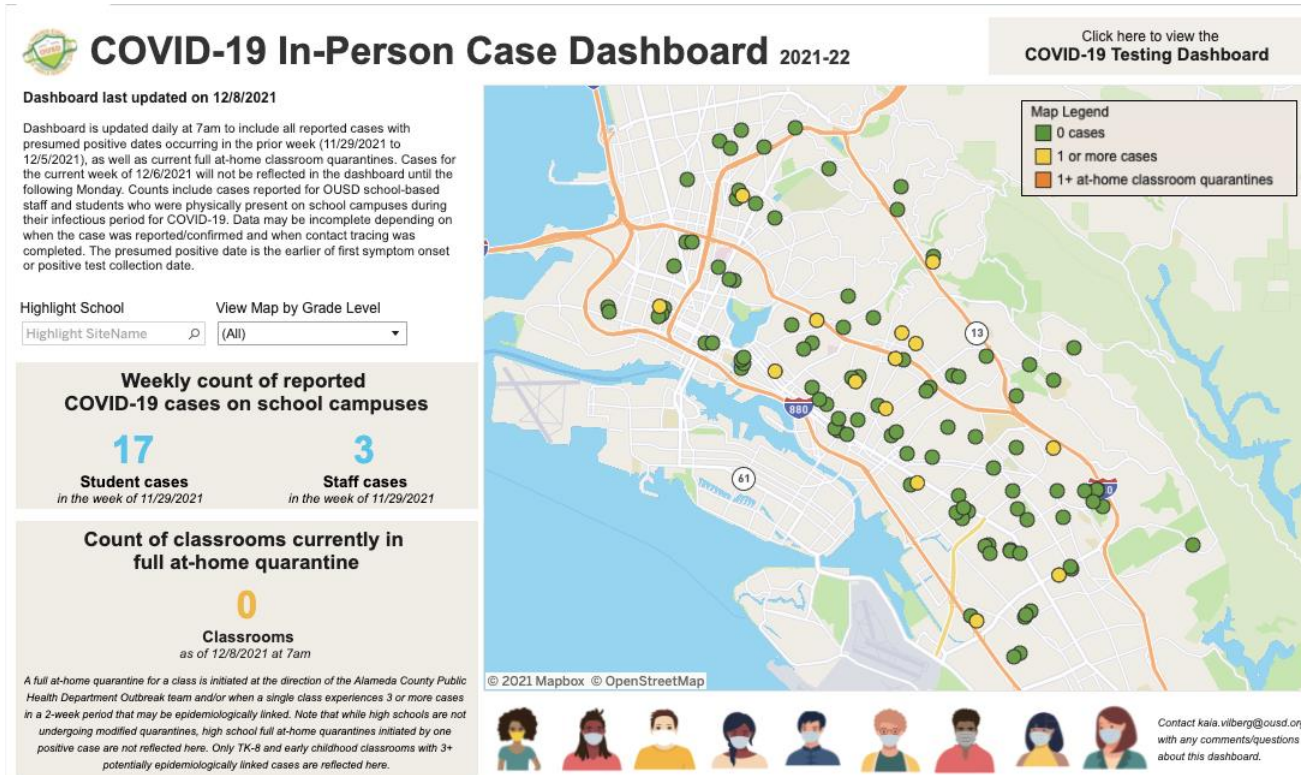 COVID-19 In-Person Case Dashboard 2021-22
Click here to view the
COVID-19 Testing Dashboard
Dashboard last updated on 12/8/2021
Dashboard is updated daily at 7am to include all reported cases with
presumed positive dates occurring in the prior week (11/29/2021 to
12/5/2021), as well as current full at-home classroom quarantines. Cases for
the current week of 12/6/2021 will not be reflected in the dashboard until the
following Monday. Counts include cases reported for OUSD school-based
staff and students who were physically present on school campuses during
their infectious period for COVID-19. Data may be incomplete depending on
when the case was reported/confirmed and when contact tracing was
completed. The presumed positive date is the earlier of first symptom onset
or positive test collection date.
Highlight School
View Map by Grade Level
Highlight SiteName
(All)
Weekly count of reported
COVID-19 cases on school campuses
17
Student cases
in the week of 11/29/2021
3
Staff cases
in the week of 11/29/2021
Count of classrooms currently in
full at-home quarantine
0
Classrooms
as of 12/8/2021 at 7am
A full at-home quarantine for a class is initiated at the direction of the Alameda County Public
Health Department Outbreak team and/or when a single class experiences 3 or more cases
in a 2-week period that may be epidemiologically linked. Note that while high schools are not
undergoing modified quarantines, high school full at-home quarantines initiated by one
positive case are not reflected here. Only TK-8 and early childhood classrooms with 3+
potentially epidemiologically linked cases are reflected here.
Map Legend
0 cases
1 or more cases
1+ at-home classroom quarantines
13
880
61
© 2021 Mapbox © OpenStreetMap
Contact kaia.vilberg@ousd.org
with any comments/questions
about this dashboard.